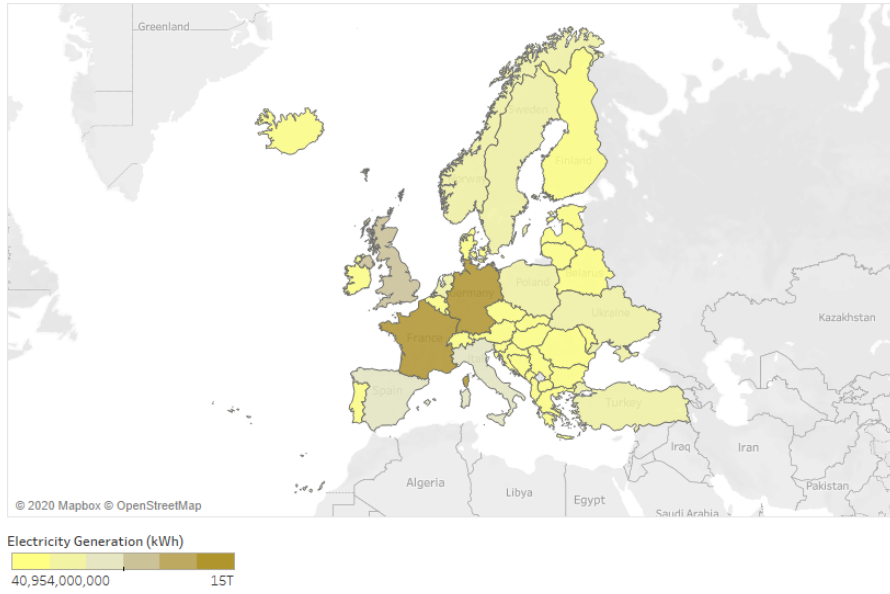 Greenland
Sweden
Norway
Finland
Belarus
Poland
Germany
Ukraine
Kazakhstan
France
Spain
Turkey
Iraq
Iran
Algeria
Libya
Egypt
Pakistan
Saudi Arabia
© 2020 Mapbox © OpenStreetMap
Electricity Generation (kWh)
40,954,000,000 15T